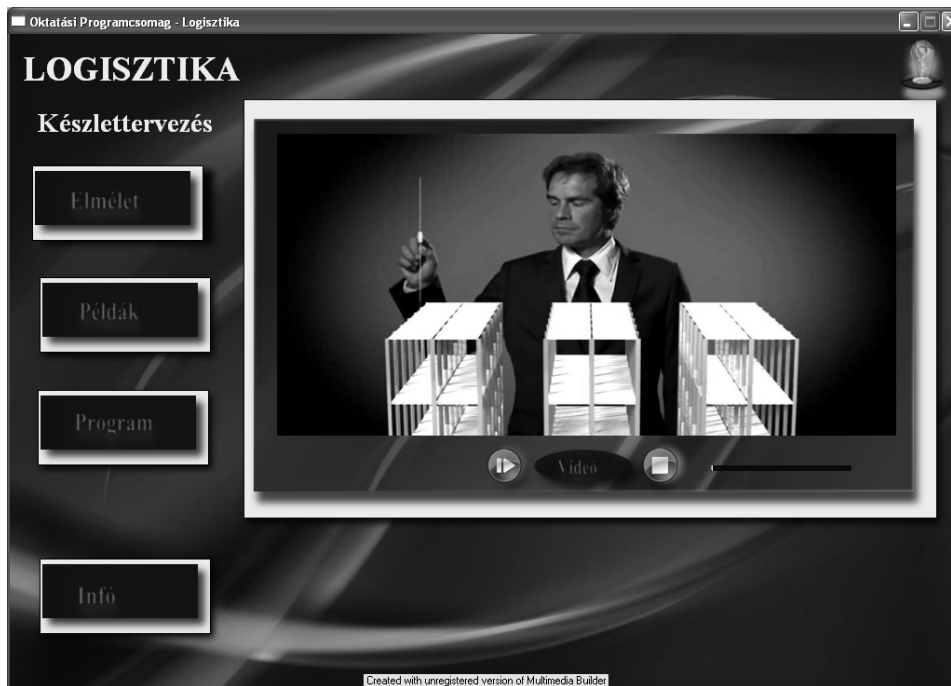 Oktatási Programcsomag - Logisztika
LOGISZTIKA
Készlettervezés
Elmélet
Példák
Program
Videó
Infó
Created with unregistered version of Multimedia Builder